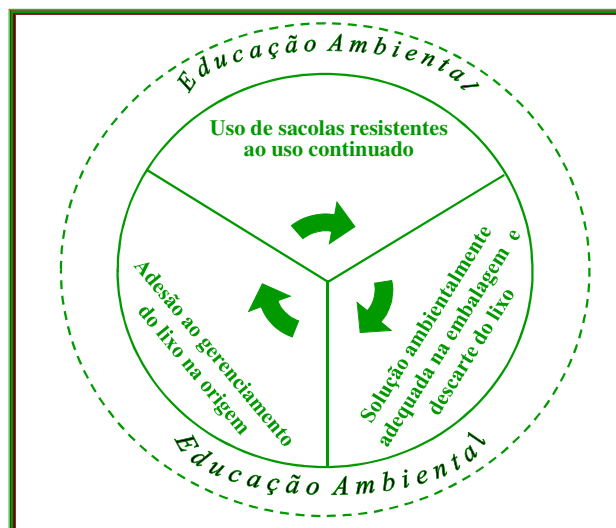 Educação Ambiental
Uso de sacolas resistentes
ao uso continuado
Solução ambientalmente
adequada na embalagem e
descarte do lixo
Adesão ao gerenciamento
do lixo na origem
Educação Ambiental